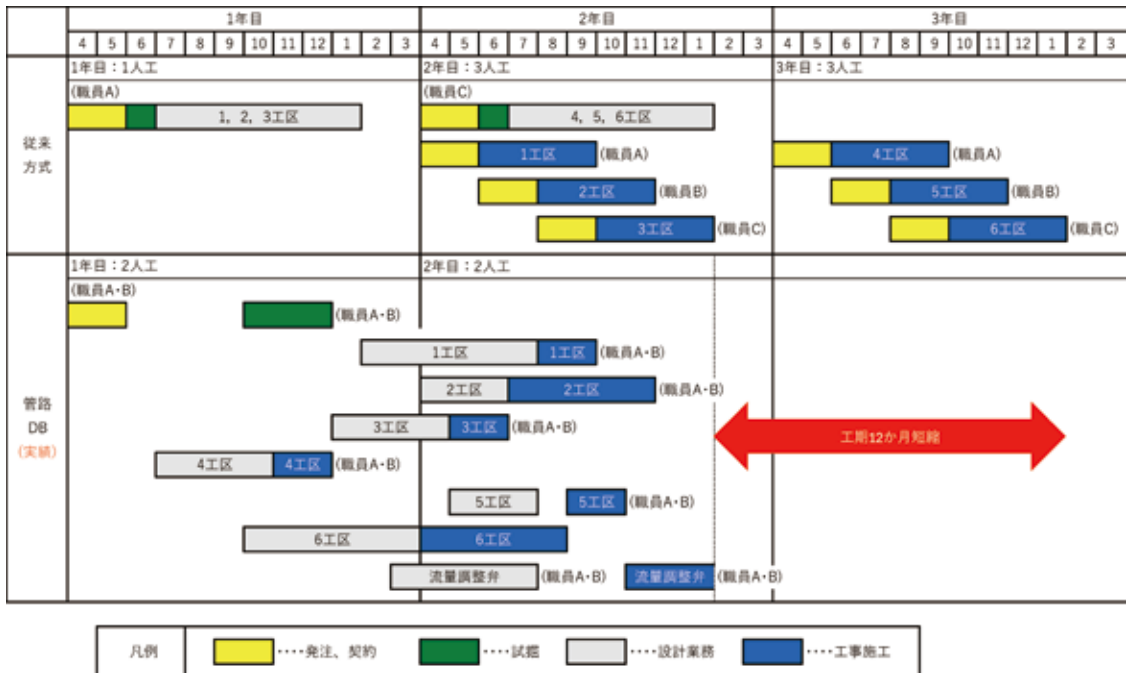 1年目 2年目 3年目
4 5 6 7 8 9 10 11 12 1 2 3 4 5 6 7 8 9 10 11 12 1 2 3 4 5 6 7 8 9 10 11 12 1 2 3
1年目：1人工 2年目：3人工 3年目：3人工
(職員A) (職員C)
1，2，3工区 4，5，6工区
従来
方式
1工区 (職員A) 4工区 (職員A)
2工区 (職員B) 5工区 (職員B)
3工区 (職員C) 6工区 (職員C)
1年目：2人工 2年目：2人工
(職員A・B)
(職員A・B)
1工区 1工区 (職員A・B)
2工区 2工区 (職員A・B)
管路
DB
(実績)
3工区 3工区 (職員A・B)
工期12か月短縮
4工区 4工区 (職員A・B)
5工区 5工区 (職員A・B)
6工区 6工区
流量調整弁 (職員A・B) 流量調整弁 (職員A・B)
凡例 ････発注、契約 ････試掘 ････設計業務 ････工事施工